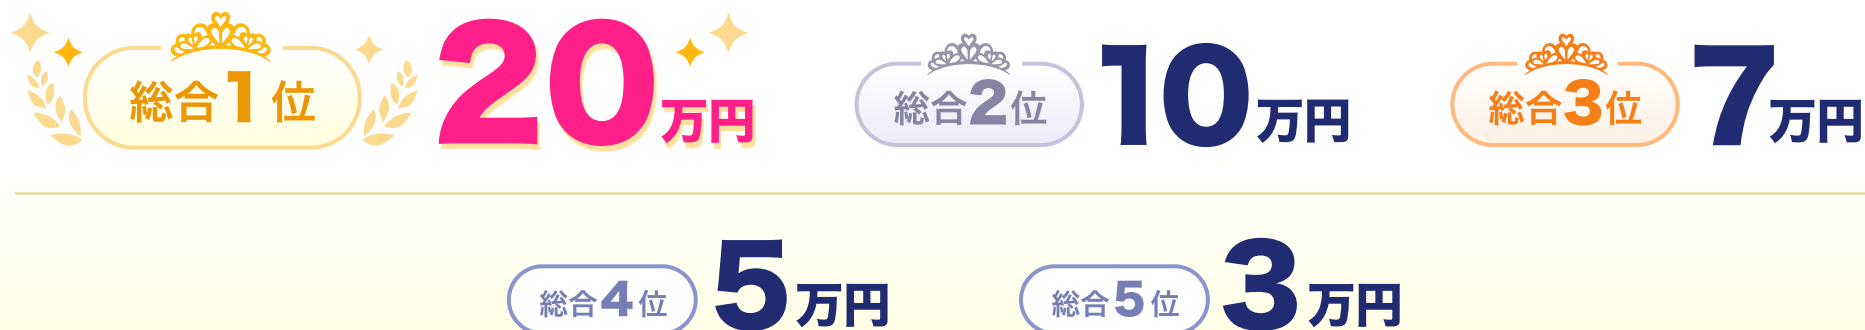 総合1位 20万円 総合2位 10万円 総合3位 7万円
総合4位 5万円 総合5位 3万円